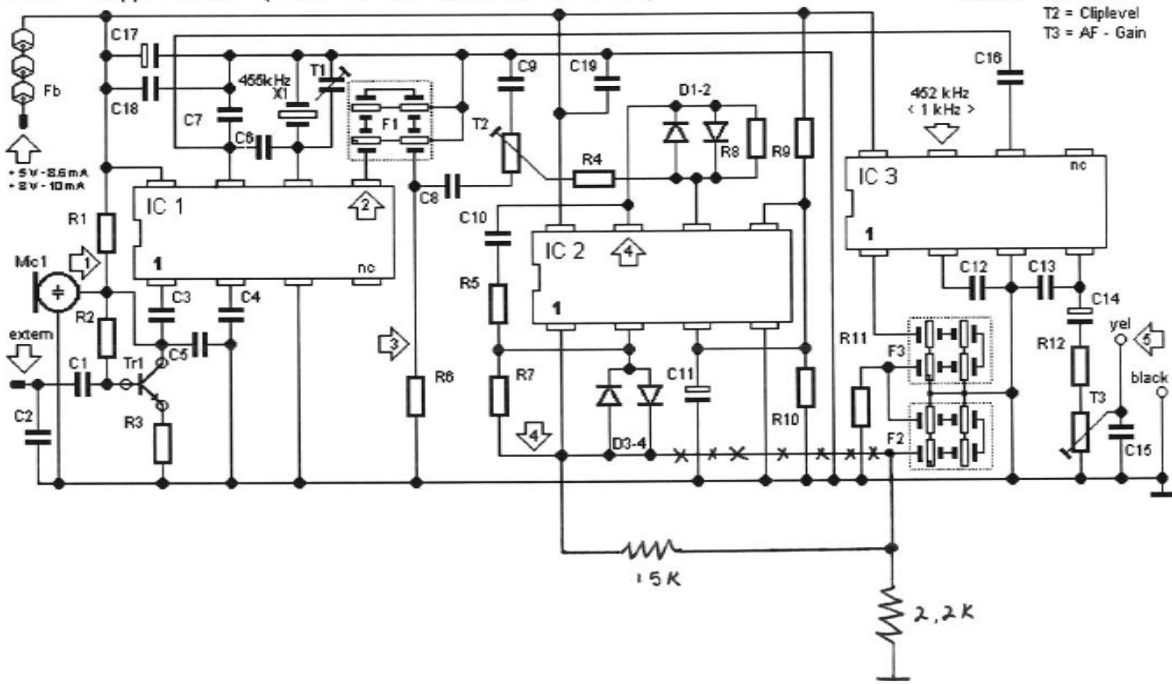 T2 = Cliplevel
T3 = AF - Gain
C17
C16
C9
C19
455kHz
X1
T1
D1-2
452 kHz
< 1 kHz >
Fb
C18
C7
F1
T2
C6
R8
R9
+5V-8.6mA
+8V-10mA
R4
IC 3
nc
C8
IC 1
2
C10
R1
IC 2
4
1
Mic1
1
1
nc
C3
C4
R5
1
C12
C13
C14
extern
R2
yel
5
C5
3
R11
R12
C1
Tr1
F3
black
R6
R7
C11
T3
C2
R3
R10
4
F2
C15
D3-4
15K
2,2K